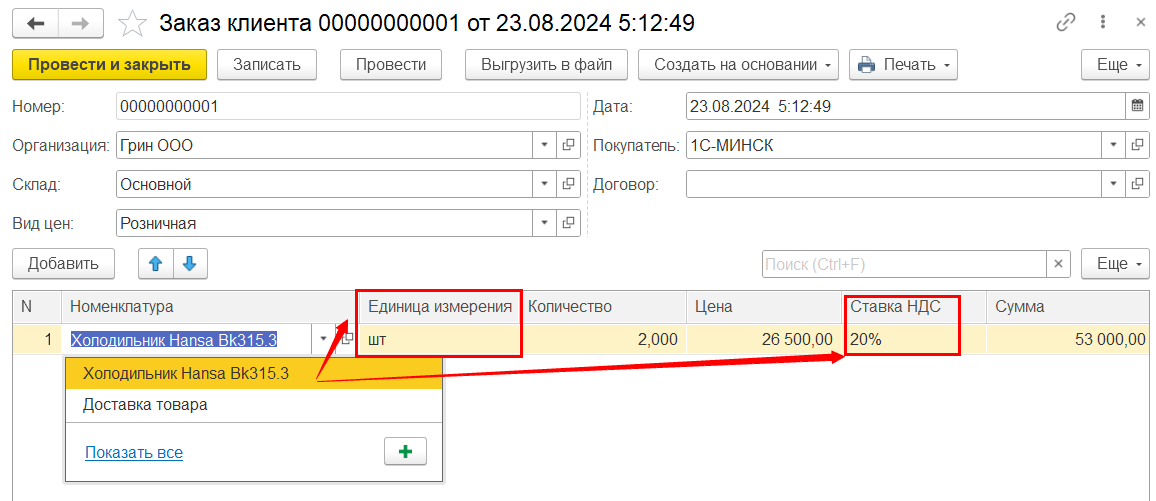 Заказ клиента 00000000001 от 23.08.2024 5:12:49
Провести и закрыть Записать Провести Выгрузить в файл Создать на основании Печать Еще
Номер: 00000000001 Дата: 23.08.2024 5:12:49
Организация: Грин ООО Покупатель: 1С-МИНСК
Склад: Основной Договор:
Вид цен: Розничная
Добавить Поиск (Ctrl+F) Еще
N Номенклатура Единица измерения Количество Цена Ставка НДС Сумма
1 Холодильник Hansa Bk315.3 шт 2,000 26 500,00 20% 53 000,00
Холодильник Hansa Bk315.3
Доставка товара
Показать все